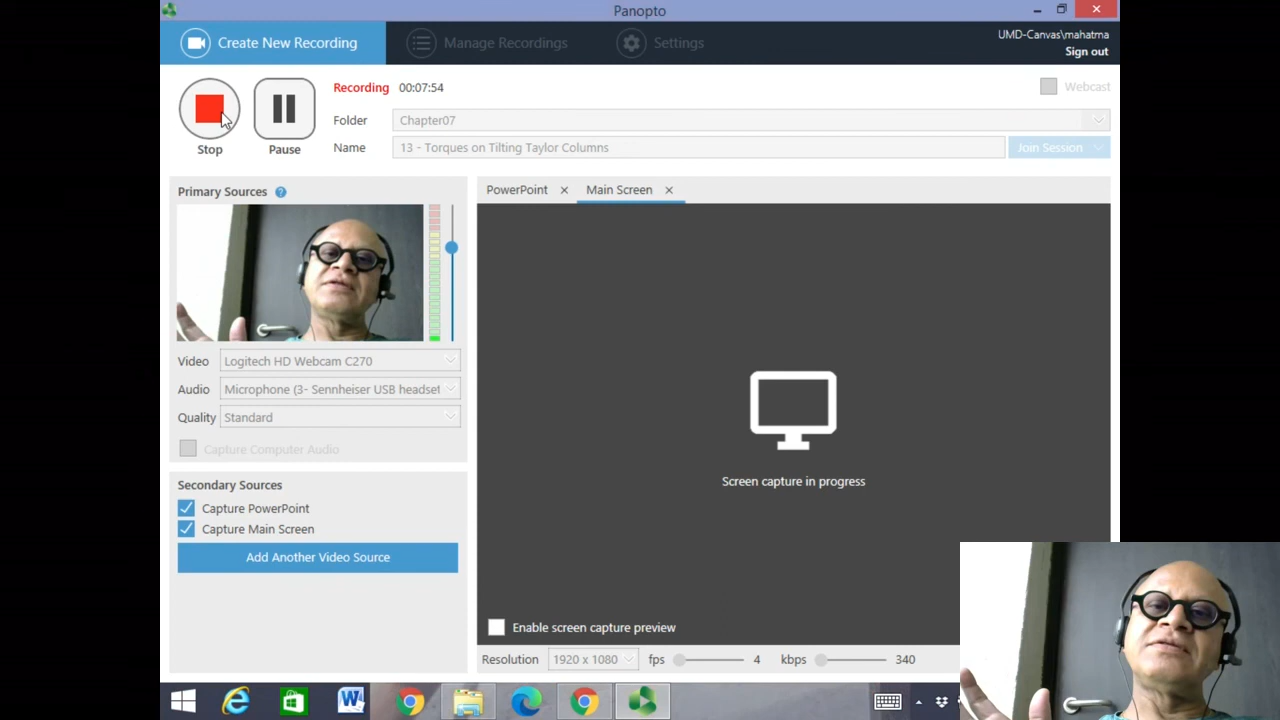 Panopto
Create New Recording
Manage Recordings
Settings
UMD-Canvas\mahatma
Sign out
Recording 00:07:54
Webcast
Folder Chapter07
Stop Pause
Name 13 - Torques on Tilting Taylor Columns
Join Session
Primary Sources ?
PowerPoint
Main Screen
Video Logitech HD Webcam C270
Audio Microphone (3- Sennheiser USB headset
Quality Standard
Capture Computer Audio
Screen capture in progress
Secondary Sources
Capture PowerPoint
Capture Main Screen
Add Another Video Source
Enable screen capture preview
Resolution 1920 x 1080 fps 4 kbps 340